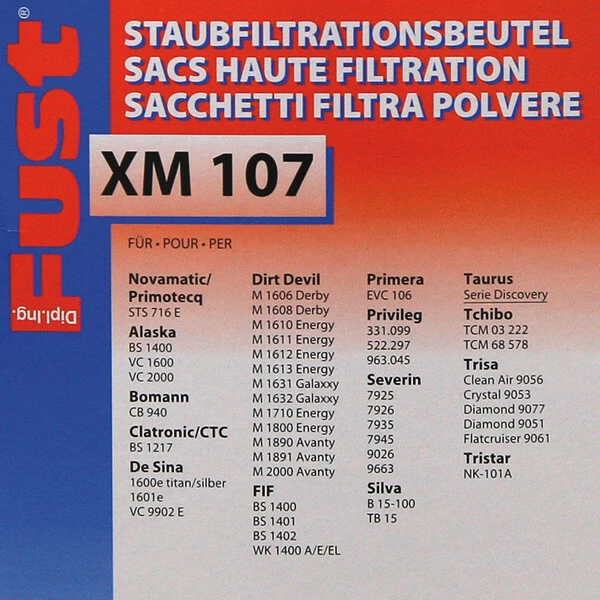 FUST®
Dipl.Ing.
STAUBFILTRATIONSBEUTEL
SACS HAUTE FILTRATION
SACCHETTI FILTRA POLVERE
XM 107
FÜR • POUR • PER
Novamatic/
Primotecq
STS 716 E
Alaska
BS 1400
VC 1600
VC 2000
Bomann
CB 940
Clatronic/CTC
BS 1217
De Sina
1600e titan/silber
1601e
VC 9902 E
Dirt Devil
M 1606 Derby
M 1608 Derby
M 1610 Energy
M 1611 Energy
M 1612 Energy
M 1613 Energy
M 1631 Galaxxy
M 1632 Galaxxy
M 1710 Energy
M 1800 Energy
M 1890 Avanty
M 1891 Avanty
M 2000 Avanty
FIF
BS 1400
BS 1401
BS 1402
WK 1400 A/E/EL
Primera
EVC 106
Privileg
331.099
522.297
963.045
Severin
7925
7926
7935
7945
9026
9663
Silva
B 15-100
TB 15
Taurus
Serie Discovery
Tchibo
TCM 03 222
TCM 68 578
Trisa
Clean Air 9056
Crystal 9053
Diamond 9077
Diamond 9051
Flatcruiser 9061
Tristar
NK-101A